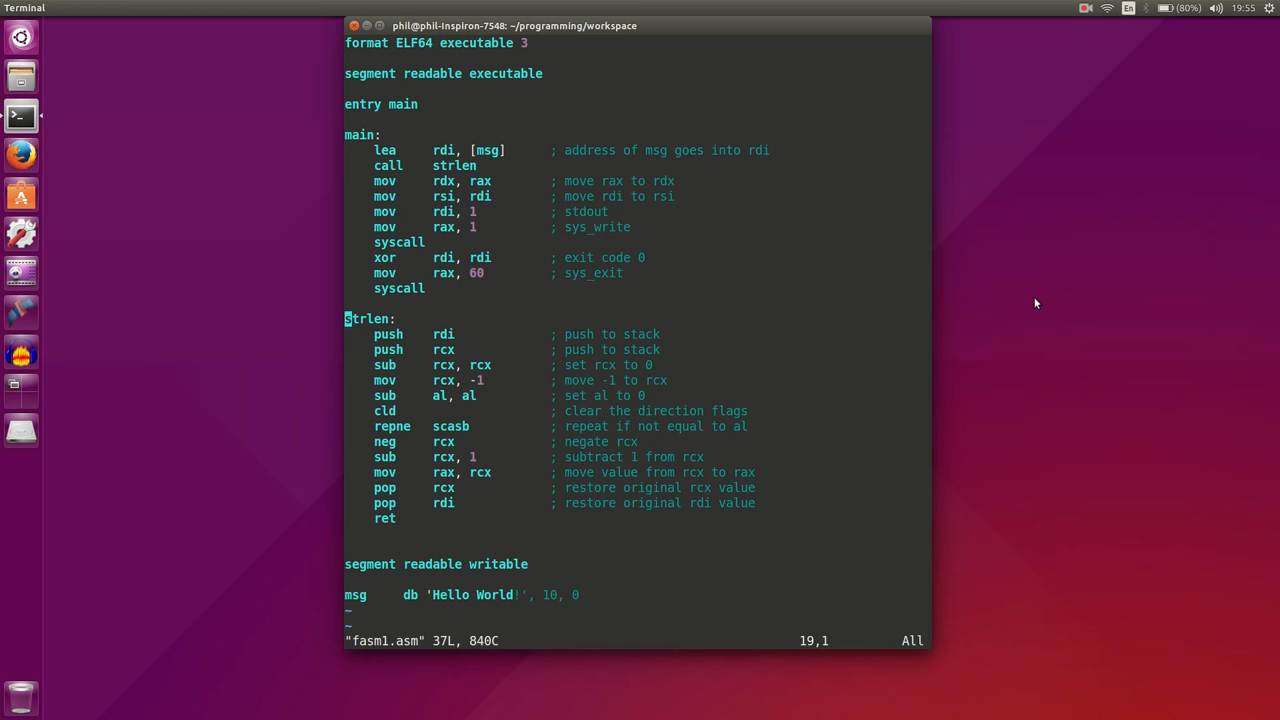 Terminal
En
(80%)
19:55
phil@phil-Inspiron-7548: ~/programming/workspace
format ELF64 executable 3
segment readable executable
entry main
main:
lea rdi, [msg] ; address of msg goes into rdi
call strlen
mov rdx, rax ; move rax to rdx
mov rsi, rdi ; move rdi to rsi
mov rdi, 1 ; stdout
mov rax, 1 ; sys_write
syscall
xor rdi, rdi ; exit code 0
mov rax, 60 ; sys_exit
syscall
strlen:
push rdi ; push to stack
push rcx ; push to stack
sub rcx, rcx ; set rcx to 0
mov rcx, -1 ; move -1 to rcx
sub al, al ; set al to 0
cld ; clear the direction flags
repne scasb ; repeat if not equal to al
neg rcx ; negate rcx
sub rcx, 1 ; subtract 1 from rcx
mov rax, rcx ; move value from rcx to rax
pop rcx ; restore original rcx value
pop rdi ; restore original rdi value
ret
segment readable writable
msg db 'Hello World!', 10, 0
~
~
"fasm1.asm" 37L, 840C 19,1 All